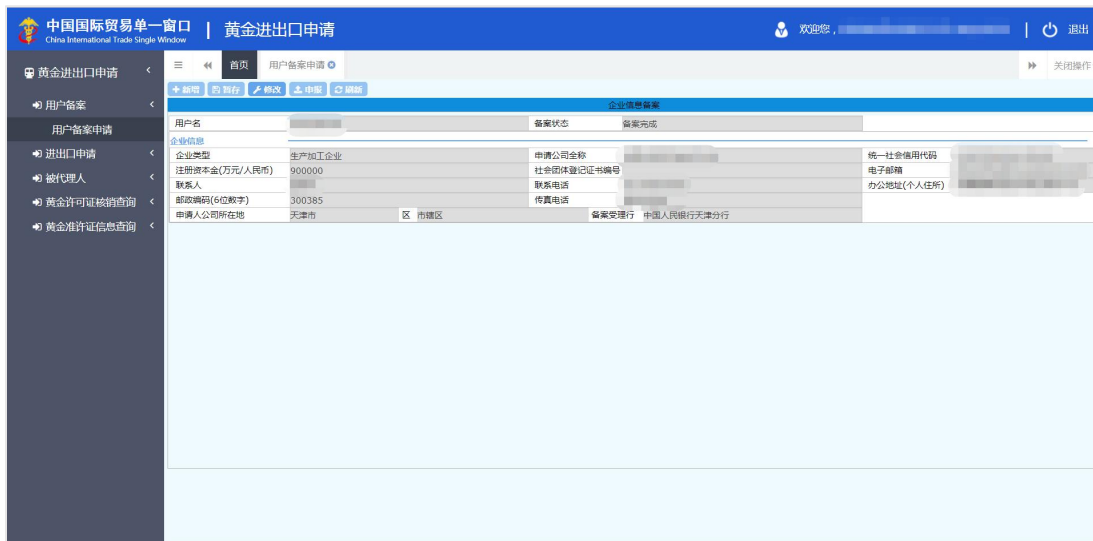 中国国际贸易单一窗口 | 黄金进出口申请
China International Trade Single Window
欢迎您， | 退出
黄金进出口申请
首页 用户备案申请 关闭操作
新增 暂存 修改 申报 刷新
用户备案
用户备案申请
进出口申请
被代理人
黄金许可证核销查询
黄金准许证信息查询
企业信息备案
用户名 备案状态 备案完成
企业信息
企业类型 生产加工企业 申请公司全称 统一社会信用代码
注册资本金(万元/人民币) 900000 社会团体登记证书编号 电子邮箱
联系人 联系电话 办公地址(个人住所)
邮政编码(6位数字) 300385 传真电话
申请人公司所在地 天津市 区 市辖区 备案受理行 中国人民银行天津分行